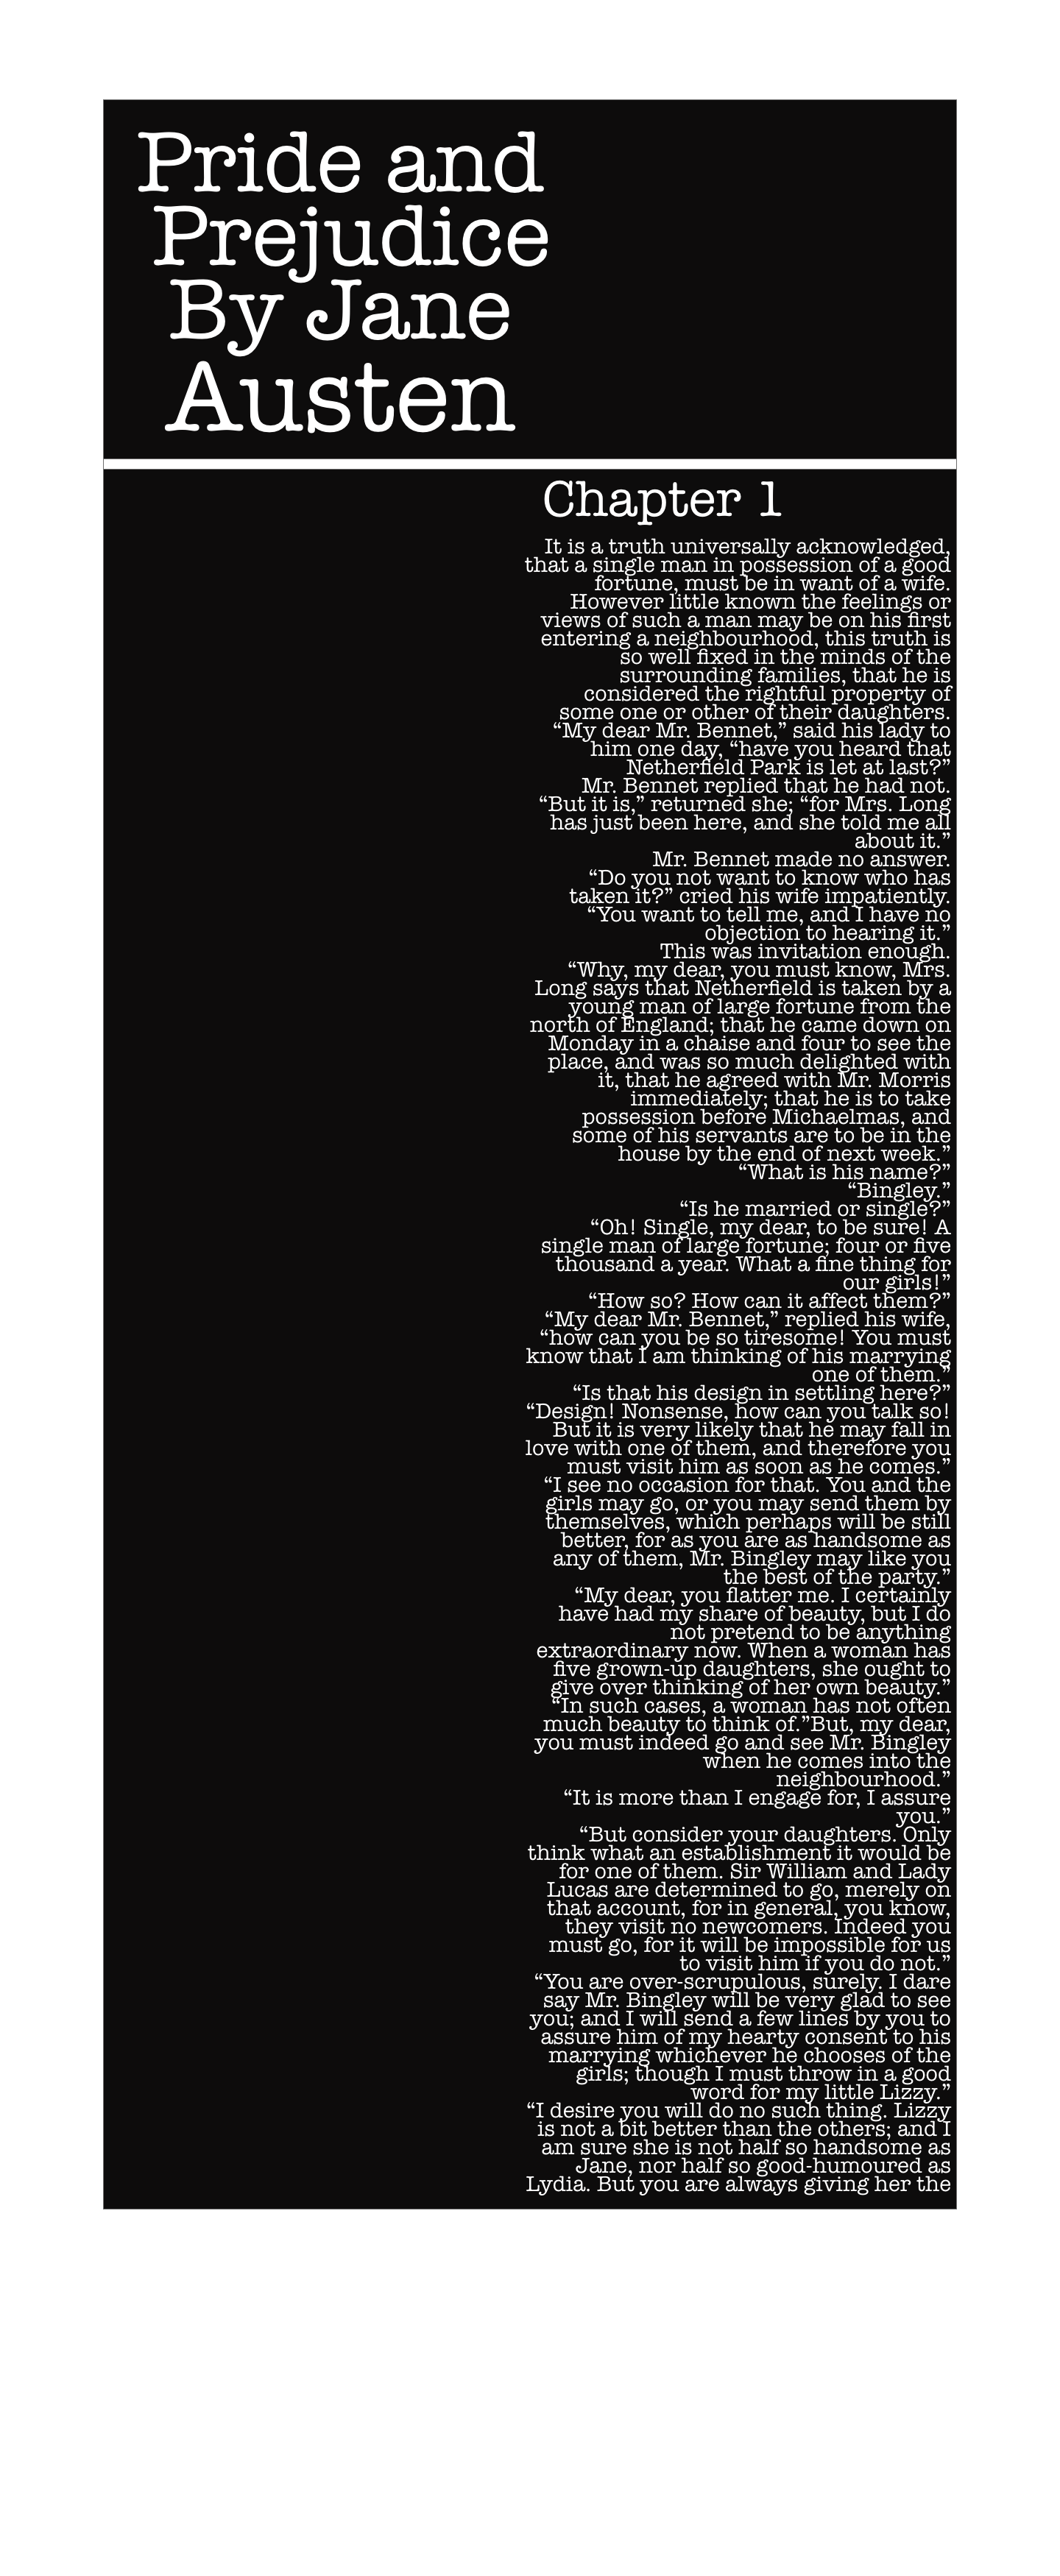 Pride and
Prejudice
By Jane
Austen
Chapter 1
It is a truth universally acknowledged,
that a single man in possession of a good
fortune, must be in want of a wife.
However little known the feelings or
views of such a man may be on his first
entering a neighbourhood, this truth is
so well fixed in the minds of the
surrounding families, that he is
considered the rightful property of
some one or other of their daughters.
“My dear Mr. Bennet,” said his lady to
him one day, “have you heard that
Netherfield Park is let at last?”
Mr. Bennet replied that he had not.
“But it is,” returned she; “for Mrs. Long
has just been here, and she told me all
about it.”
Mr. Bennet made no answer.
“Do you not want to know who has
taken it?” cried his wife impatiently.
“You want to tell me, and I have no
objection to hearing it.”
This was invitation enough.
“Why, my dear, you must know, Mrs.
Long says that Netherfield is taken by a
young man of large fortune from the
north of England; that he came down on
Monday in a chaise and four to see the
place, and was so much delighted with
it, that he agreed with Mr. Morris
immediately; that he is to take
possession before Michaelmas, and
some of his servants are to be in the
house by the end of next week.”
“What is his name?”
“Bingley.”
“Is he married or single?”
“Oh! Single, my dear, to be sure! A
single man of large fortune; four or five
thousand a year. What a fine thing for
our girls!”
“How so? How can it affect them?”
“My dear Mr. Bennet,” replied his wife,
“how can you be so tiresome! You must
know that I am thinking of his marrying
one of them.”
“Is that his design in settling here?”
“Design! Nonsense, how can you talk so!
But it is very likely that he may fall in
love with one of them, and therefore you
must visit him as soon as he comes.”
“I see no occasion for that. You and the
girls may go, or you may send them by
themselves, which perhaps will be still
better, for as you are as handsome as
any of them, Mr. Bingley may like you
the best of the party.”
“My dear, you flatter me. I certainly
have had my share of beauty, but I do
not pretend to be anything
extraordinary now. When a woman has
five grown-up daughters, she ought to
give over thinking of her own beauty.”
“In such cases, a woman has not often
much beauty to think of.”But, my dear,
you must indeed go and see Mr. Bingley
when he comes into the
neighbourhood.”
“It is more than I engage for, I assure
you.”
“But consider your daughters. Only
think what an establishment it would be
for one of them. Sir William and Lady
Lucas are determined to go, merely on
that account, for in general, you know,
they visit no newcomers. Indeed you
must go, for it will be impossible for us
to visit him if you do not.”
“You are over-scrupulous, surely. I dare
say Mr. Bingley will be very glad to see
you; and I will send a few lines by you to
assure him of my hearty consent to his
marrying whichever he chooses of the
girls; though I must throw in a good
word for my little Lizzy.”
“I desire you will do no such thing. Lizzy
is not a bit better than the others; and I
am sure she is not half so handsome as
Jane, nor half so good-humoured as
Lydia. But you are always giving her the